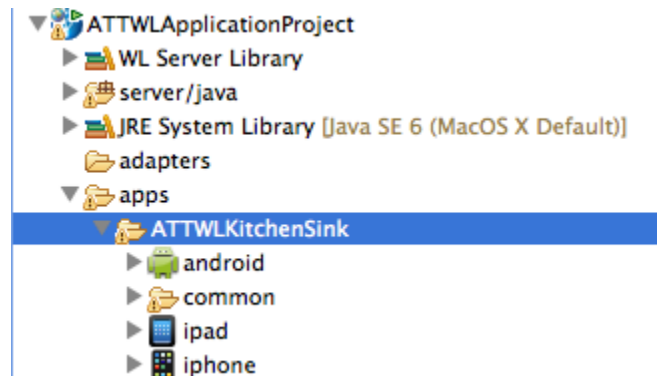 ATTWLApplicationProject
WL Server Library
server/java
JRE System Library [Java SE 6 (MacOS X Default)]
adapters
apps
ATTWLKitchenSink
android
common
ipad
iphone